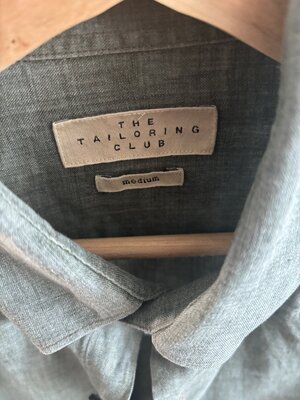 THE
TAILORING
CLUB
medium